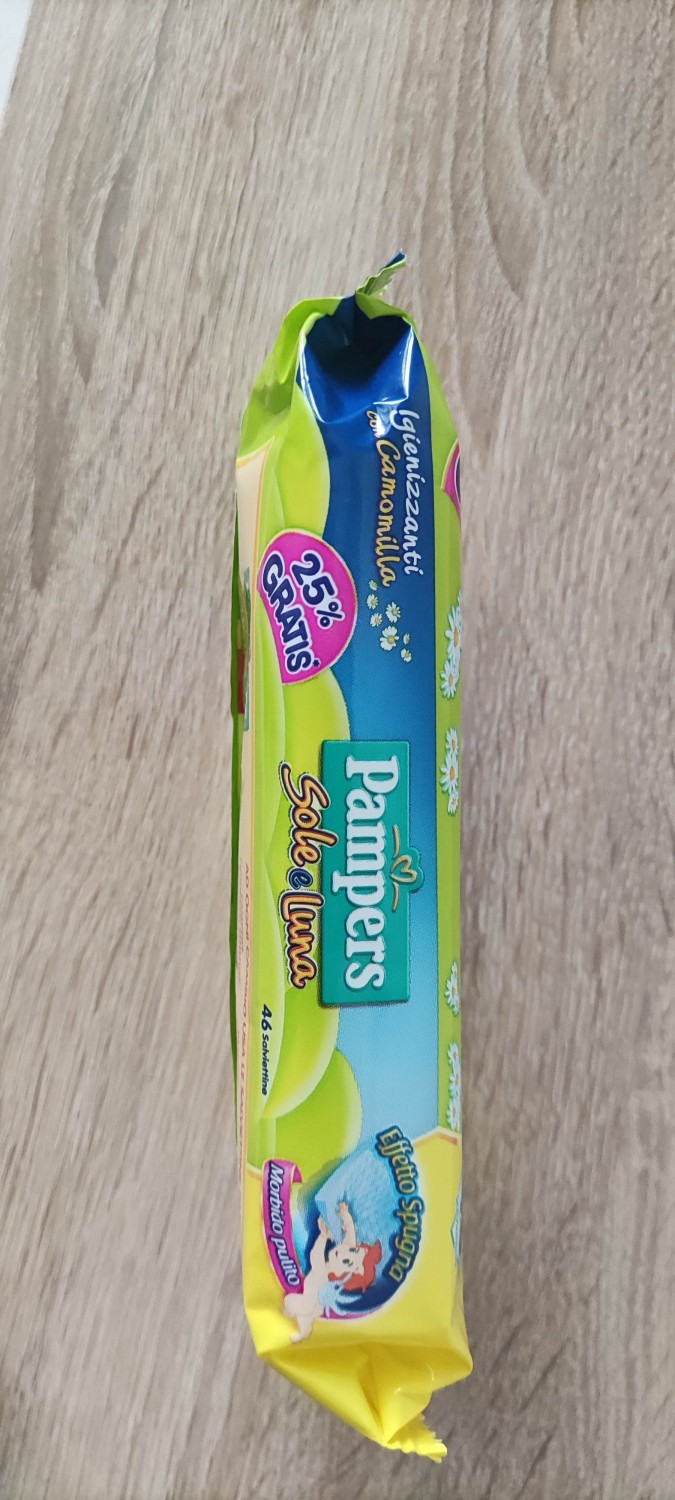 Igienizzanti
con Camomilla
25%
GRATIS*
Pampers
Sole e Luna
46 salviettine
Effetto Spugna
Morbido pulito